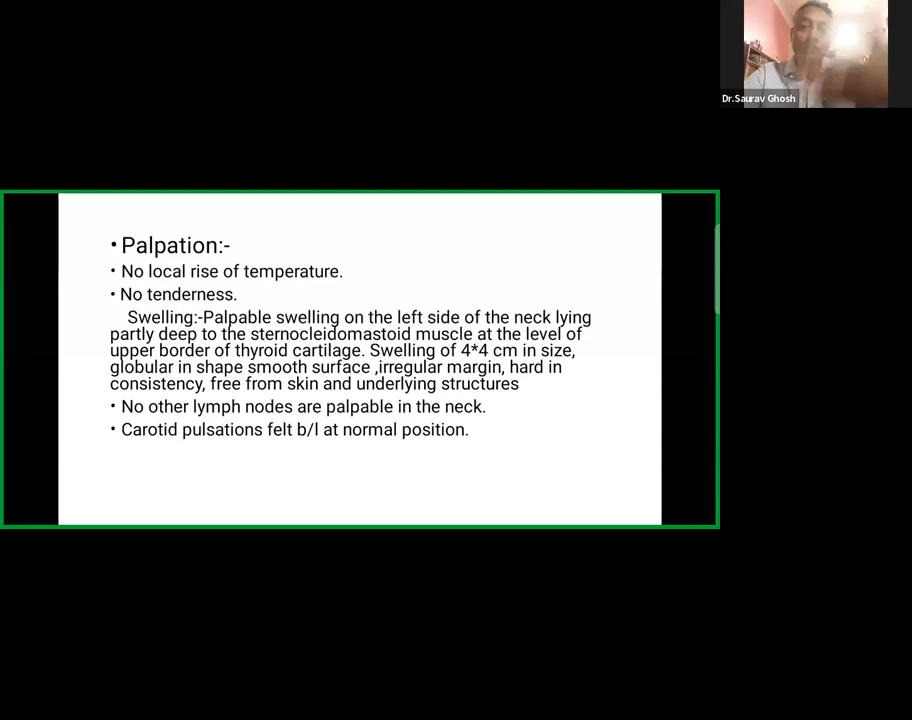 Dr.Saurav Ghosh
• Palpation:-
• No local rise of temperature.
• No tenderness.
Swelling:-Palpable swelling on the left side of the neck lying
partly deep to the sternocleidomastoid muscle at the level of
upper border of thyroid cartilage. Swelling of 4*4 cm in size,
globular in shape smooth surface ,irregular margin, hard in
consistency, free from skin and underlying structures
• No other lymph nodes are palpable in the neck.
• Carotid pulsations felt b/l at normal position.